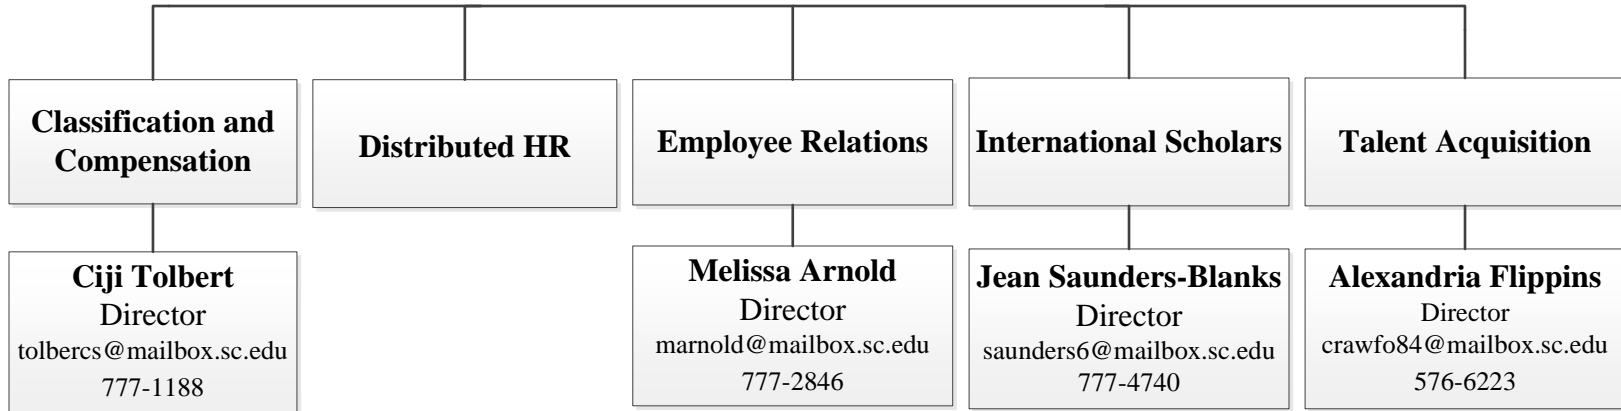 Classification and
Compensation
Distributed HR
Employee Relations
International Scholars
Talent Acquisition
Ciji Tolbert
Director
tolbercs@mailbox.sc.edu
777-1188
Melissa Arnold
Director
marnold@mailbox.sc.edu
777-2846
Jean Saunders-Blanks
Director
saunders6@mailbox.sc.edu
777-4740
Alexandria Flippins
Director
crawfo84@mailbox.sc.edu
576-6223